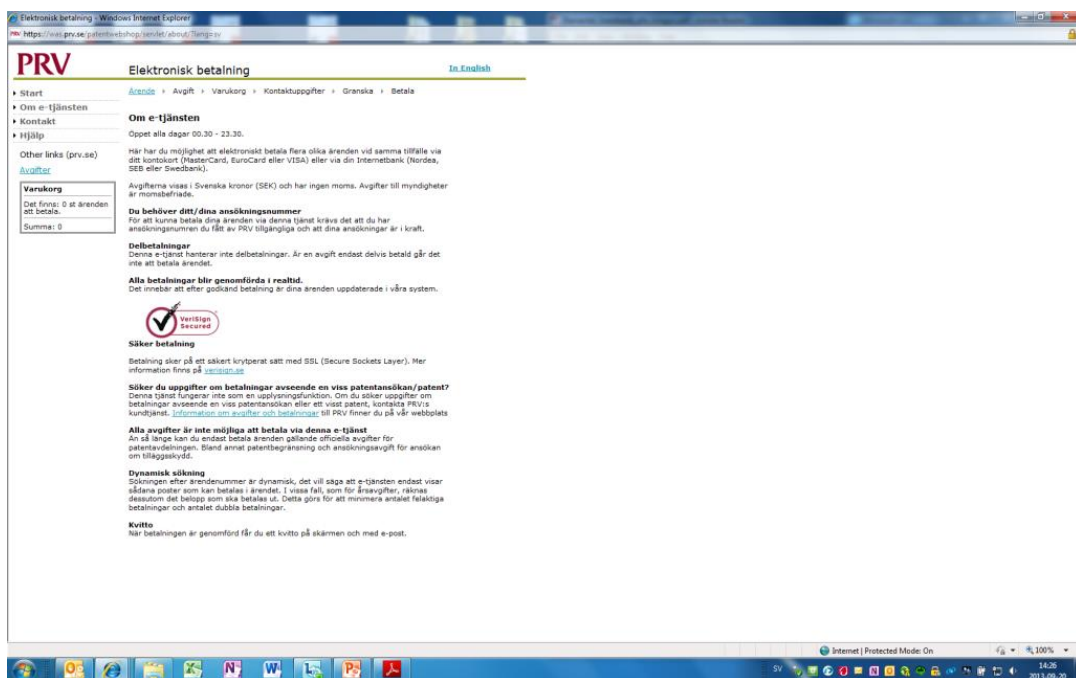 Elektronisk betalning - Windows Internet Explorer
https://was.prv.se/patentwebshop/servlet/about/?lang=sv
PRV
Elektronisk betalning
In English
Start
Om e-tjänsten
Kontakt
Hjälp
Other links (prv.se)
Avgifter
Varukorg
Det finns: 0 st ärenden
att betala.
Summa: 0
Ärende › Avgift › Varukorg › Kontaktuppgifter › Granska › Betala
Om e-tjänsten
Öppet alla dagar 00.30 - 23.30.
Här har du möjlighet att elektroniskt betala flera olika ärenden vid samma tillfälle via
ditt kontokort (MasterCard, EuroCard eller VISA) eller via din Internetbank (Nordea,
SEB eller Swedbank).
Avgifterna visas i Svenska kronor (SEK) och har ingen moms. Avgifter till myndigheter
är momsbefriade.
Du behöver ditt/dina ansökningsnummer
För att kunna betala dina ärenden via denna tjänst krävs det att du har
ansökningsnumren du fått av PRV tillgängliga och att dina ansökningar är i kraft.
Delbetalningar
Denna e-tjänst hanterar inte delbetalningar. Är en avgift endast delvis betald går det
inte att betala ärendet.
Alla betalningar blir genomförda i realtid.
Det innebär att efter godkänd betalning är dina ärenden uppdaterade i våra system.
VeriSign
Secured
Säker betalning
Betalning sker på ett säkert krytperat sätt med SSL (Secure Sockets Layer). Mer
information finns på verisign.se
Söker du uppgifter om betalningar avseende en viss patentansökan/patent?
Denna tjänst fungerar inte som en upplysningsfunktion. Om du söker uppgifter om
betalningar avseende en viss patentansökan eller ett visst patent, kontakta PRV:s
kundtjänst. Information om avgifter och betalningar till PRV finner du på vår webbplats
Alla avgifter är inte möjliga att betala via denna e-tjänst
Än så länge kan du endast betala ärenden gällande officiella avgifter för
patentavdelningen. Bland annat patentbegränsning och ansökningsavgift för ansökan
om tilläggsskydd.
Dynamisk sökning
Sökningen efter ärendenummer är dynamisk, det vill säga att e-tjänsten endast visar
sådana poster som kan betalas i ärendet. I vissa fall, som för årsavgifter, räknas
dessutom det belopp som ska betalas ut. Detta görs för att minimera antalet felaktiga
betalningar och antalet dubbla betalningar.
Kvitto
När betalningen är genomförd får du ett kvitto på skärmen och med e-post.
Internet | Protected Mode: On
100%
SV
14:26
2013-09-20